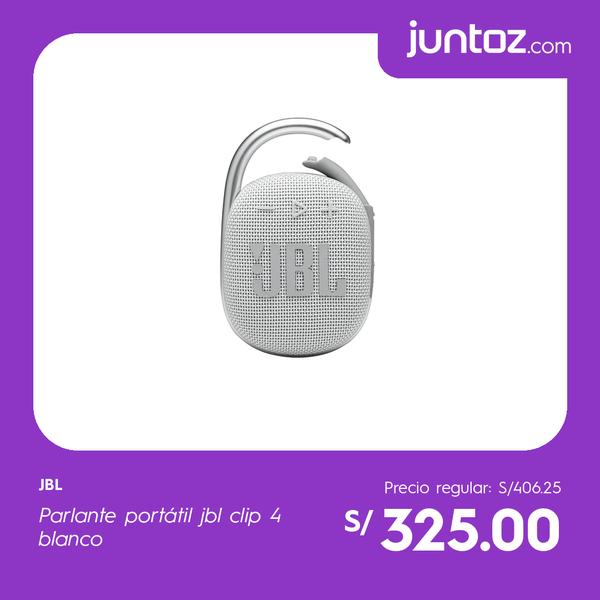 juntoz.com
JBL
JBL
Parlante portátil jbl clip 4
blanco
Precio regular: S/406.25
S/ 325.00